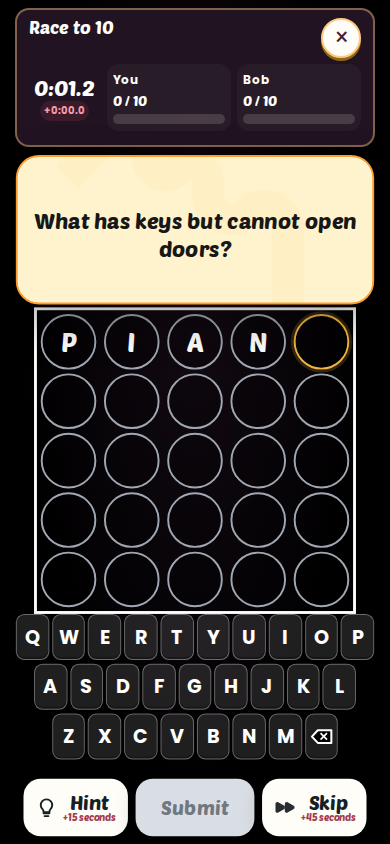 Race to 10
×
0:01.2
+0:00.0
You
0 / 10
Bob
0 / 10
What has keys but cannot open
doors?
P I A N
Q W E R T Y U I O P
A S D F G H J K L
Z X C V B N M
Hint
+15 seconds
Submit
Skip
+45 seconds